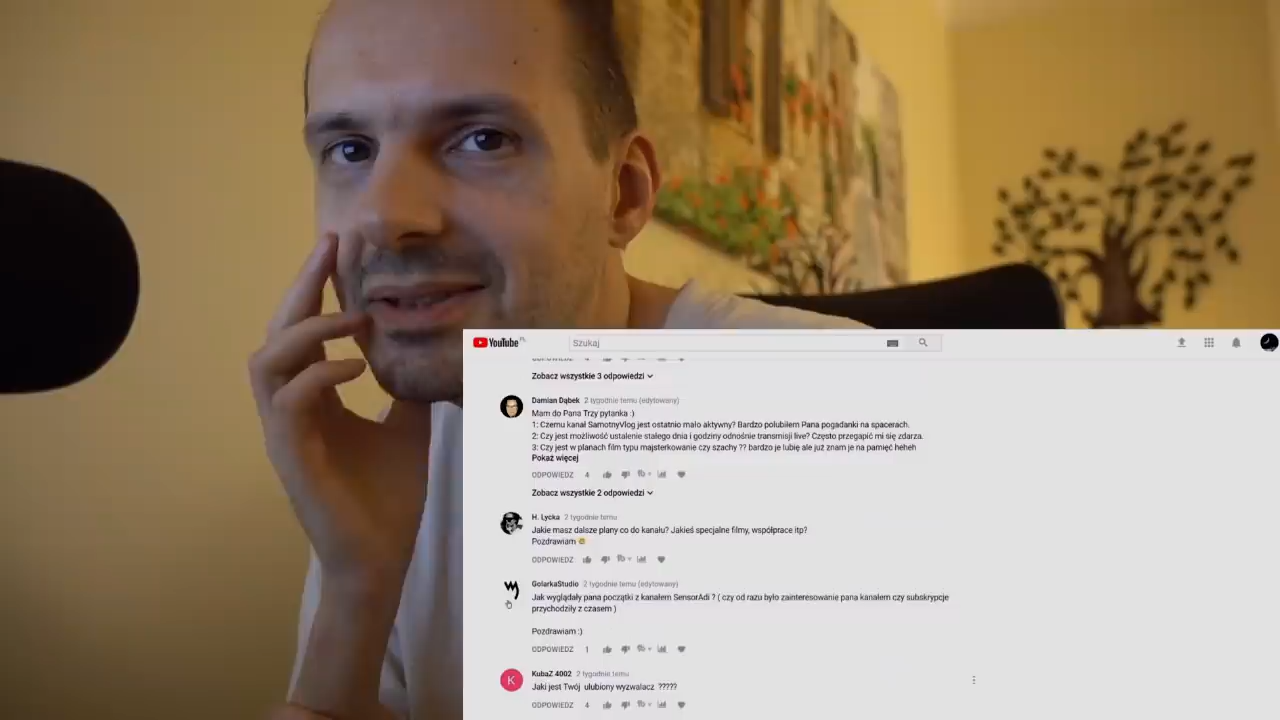 YouTube PL
Szukaj
ODPOWIEDZ 4
Zobacz wszystkie 3 odpowiedzi
Damian Dąbek 2 tygodnie temu (edytowany)
Mam do Pana Trzy pytanka :)
1: Czemu kanał SamotnyVlog jest ostatnio mało aktywny? Bardzo polubiłem Pana pogadanki na spacerach.
2: Czy jest możliwość ustalenie stałego dnia i godziny odnośnie transmisji live? Często przegapić mi się zdarza.
3: Czy jest w planach film typu majsterkowanie czy szachy ?? bardzo je lubię ale już znam je na pamięć heheh
Pokaż więcej
ODPOWIEDZ 4
Zobacz wszystkie 2 odpowiedzi
H. Lycka 2 tygodnie temu
Jakie masz dalsze plany co do kanału? Jakieś specjalne filmy, współprace itp?
Pozdrawiam
ODPOWIEDZ
GolarkaStudio 2 tygodnie temu (edytowany)
Jak wyglądały pana początki z kanałem SensorAdi ? ( czy od razu było zainteresowanie pana kanałem czy subskrypcje
przychodziły z czasem )
Pozdrawiam :)
ODPOWIEDZ 1
K
KubaZ 4002 2 tygodnie temu
Jaki jest Twój ulubiony wyzwalacz ?????
ODPOWIEDZ 4